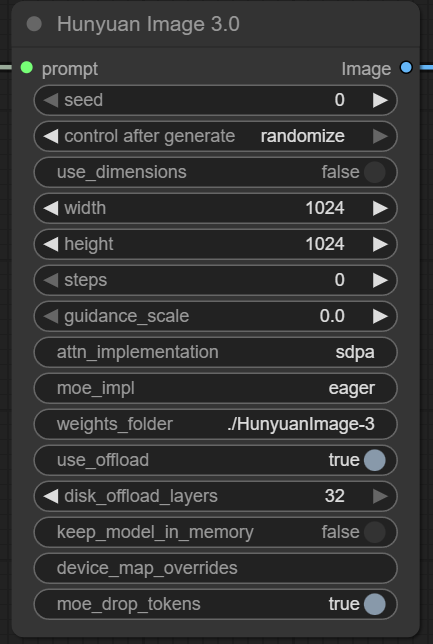 Hunyuan Image 3.0
prompt Image
seed 0
control after generate randomize
use_dimensions false
width 1024
height 1024
steps 0
guidance_scale 0.0
attn_implementation sdpa
moe_impl eager
weights_folder ./HunyuanImage-3
use_offload true
disk_offload_layers 32
keep_model_in_memory false
device_map_overrides
moe_drop_tokens true